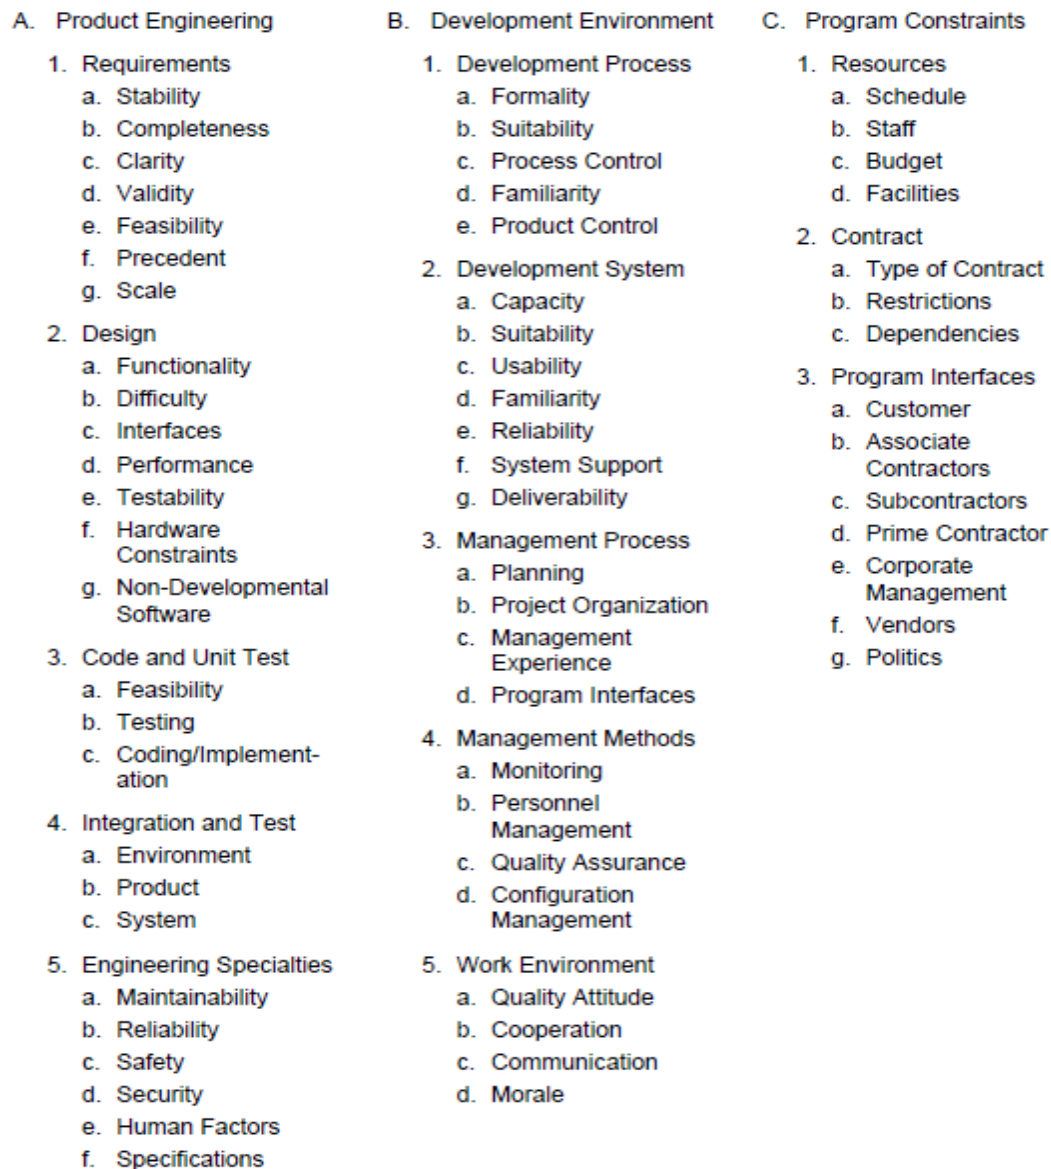 A. Product Engineering
1. Requirements
a. Stability
b. Completeness
c. Clarity
d. Validity
e. Feasibility
f. Precedent
g. Scale
2. Design
a. Functionality
b. Difficulty
c. Interfaces
d. Performance
e. Testability
f. Hardware
Constraints
g. Non-Developmental
Software
3. Code and Unit Test
a. Feasibility
b. Testing
c. Coding/Implement-
ation
4. Integration and Test
a. Environment
b. Product
c. System
5. Engineering Specialties
a. Maintainability
b. Reliability
c. Safety
d. Security
e. Human Factors
f. Specifications
B. Development Environment
1. Development Process
a. Formality
b. Suitability
c. Process Control
d. Familiarity
e. Product Control
2. Development System
a. Capacity
b. Suitability
c. Usability
d. Familiarity
e. Reliability
f. System Support
g. Deliverability
3. Management Process
a. Planning
b. Project Organization
c. Management
Experience
d. Program Interfaces
4. Management Methods
a. Monitoring
b. Personnel
Management
c. Quality Assurance
d. Configuration
Management
5. Work Environment
a. Quality Attitude
b. Cooperation
c. Communication
d. Morale
C. Program Constraints
1. Resources
a. Schedule
b. Staff
c. Budget
d. Facilities
2. Contract
a. Type of Contract
b. Restrictions
c. Dependencies
3. Program Interfaces
a. Customer
b. Associate
Contractors
c. Subcontractors
d. Prime Contractor
e. Corporate
Management
f. Vendors
g. Politics